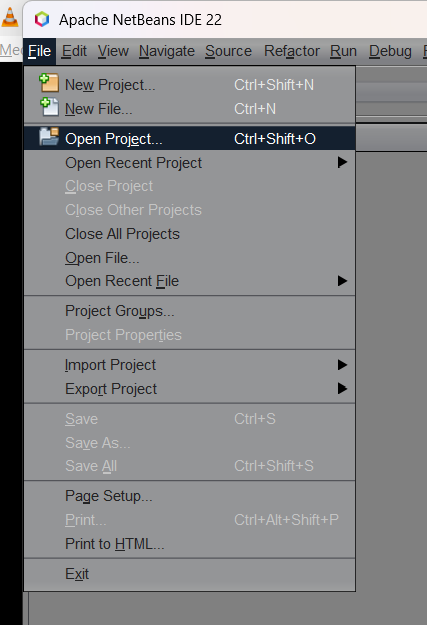 Apache NetBeans IDE 22
File Edit View Navigate Source Refactor Run Debug
New Project... Ctrl+Shift+N
New File... Ctrl+N
Open Project... Ctrl+Shift+O
Open Recent Project
Close Project
Close Other Projects
Close All Projects
Open File...
Open Recent File
Project Groups...
Project Properties
Import Project
Export Project
Save Ctrl+S
Save As...
Save All Ctrl+Shift+S
Page Setup...
Print... Ctrl+Alt+Shift+P
Print to HTML...
Exit